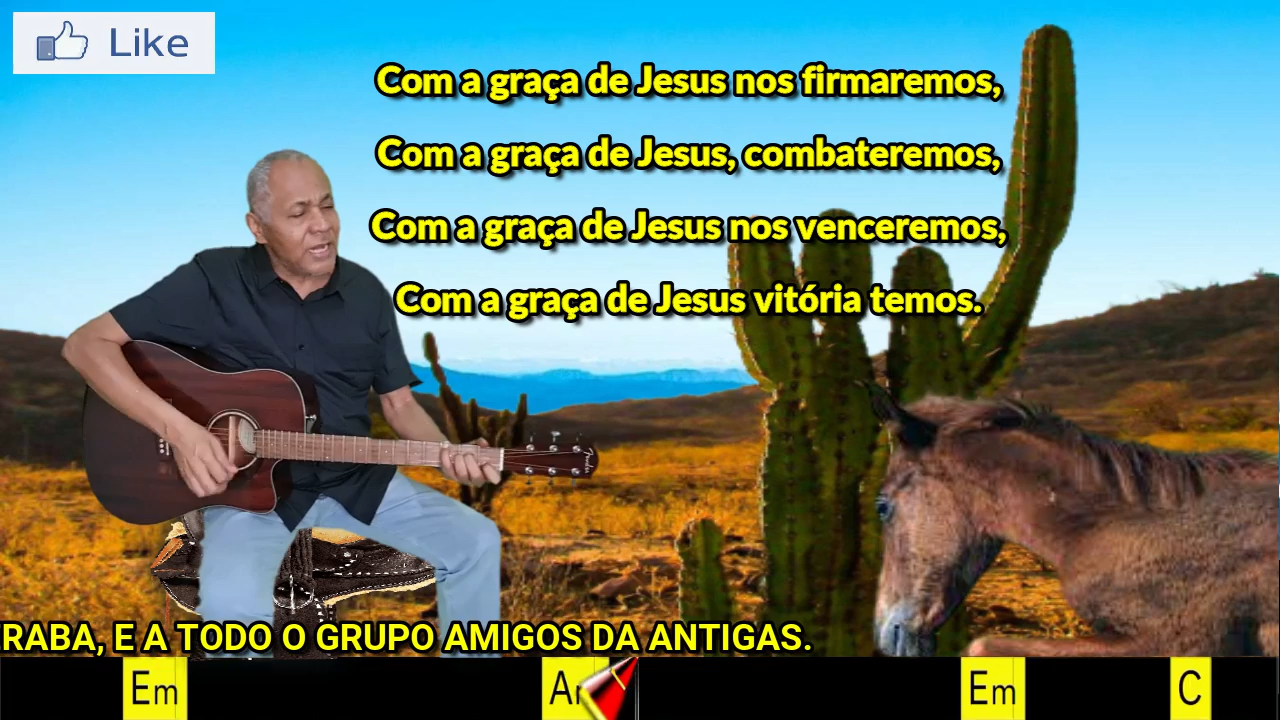 Like
Com a graça de Jesus nos firmaremos,
Com a graça de Jesus, combateremos,
Com a graça de Jesus nos venceremos,
Com a graça de Jesus vitória temos.
Fender
RABA, E A TODO O GRUPO AMIGOS DA ANTIGAS.
Em Em C